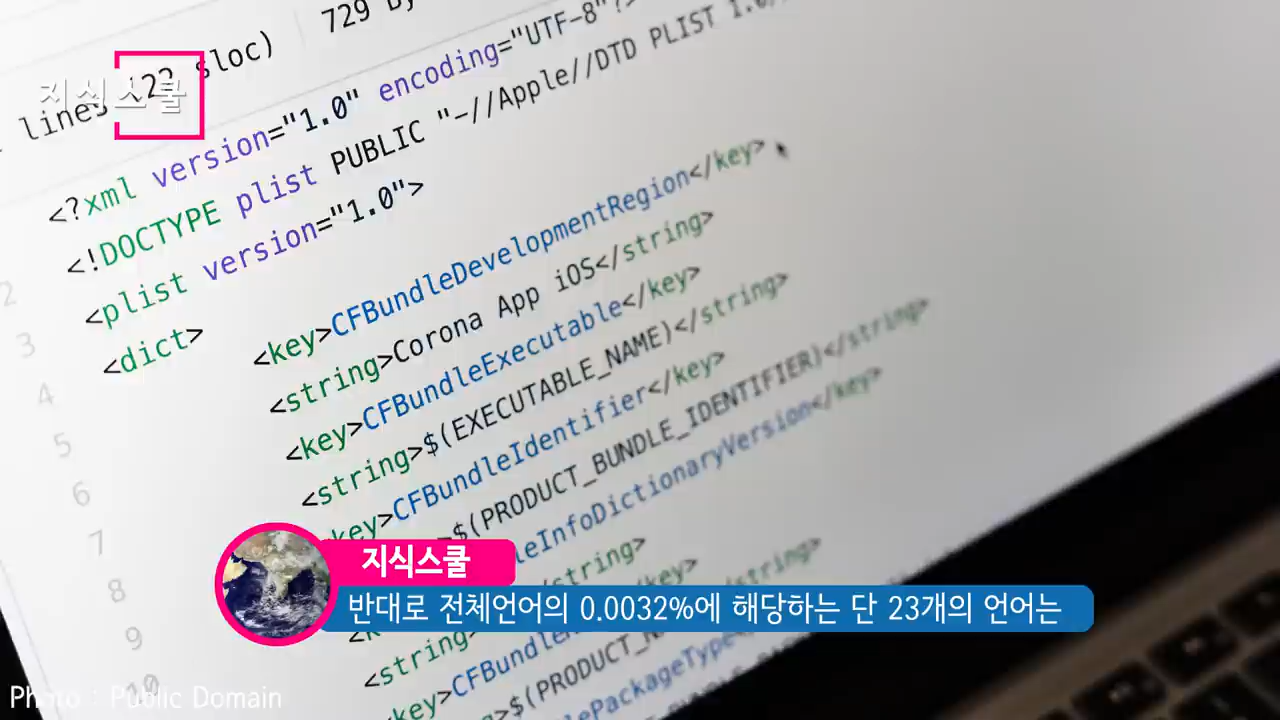 729 by
lines (22 sloc)
지식스쿨
<?xml version="1.0" encoding="UTF-8"?>
<!DOCTYPE plist PUBLIC "-//Apple//DTD PLIST 1.0/
<plist version="1.0">
<dict>
<key>CFBundleDevelopmentRegion</key>
<string>Corona App iOS</string>
<key>CFBundleExecutable</key>
<string>$(EXECUTABLE_NAME)</string>
<key>CFBundleIdentifier</key>
<string>$(PRODUCT_BUNDLE_IDENTIFIER)</string>
key>CFBundleInfoDictionaryVersion</key>
string>
</key>
<string>$(PRODUCT_N
</string>
<key>CFBundlePackageType
2
3
4
5
6
7
8
9
10
지식스쿨
반대로 전체언어의 0.0032%에 해당하는 단 23개의 언어는
Photo : Public Domain